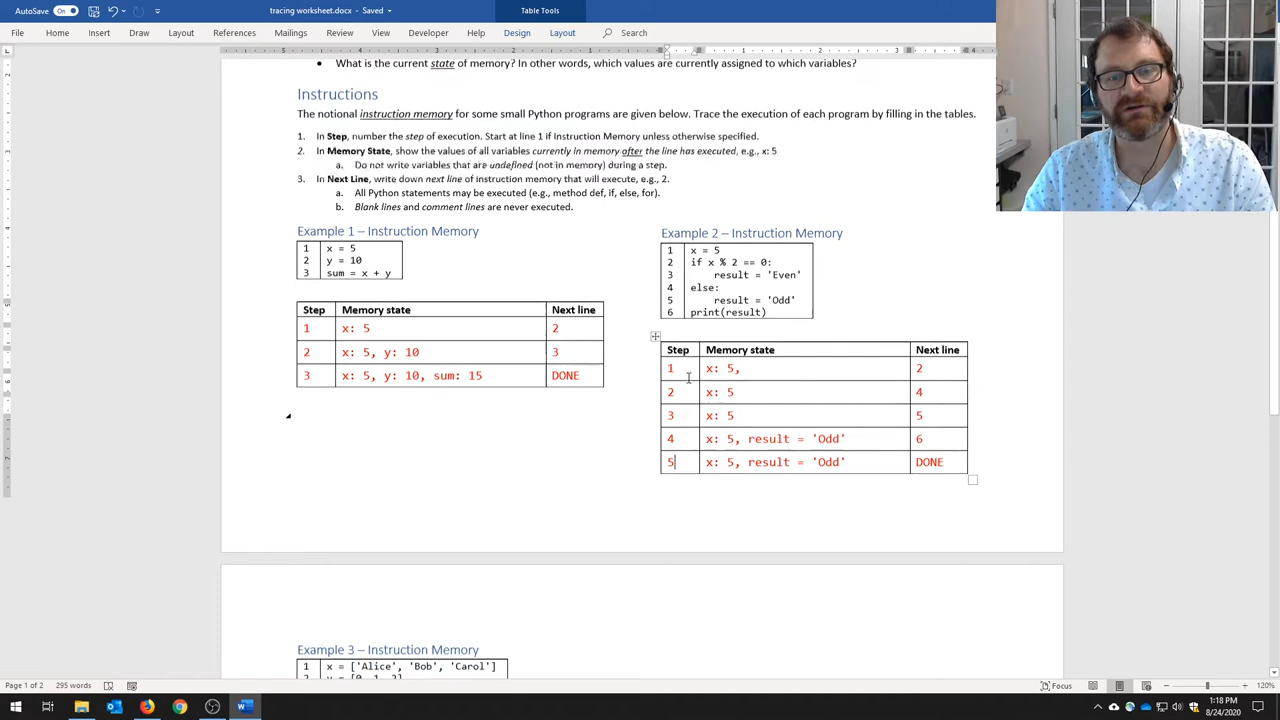 AutoSave On tracing worksheet.docx - Saved Table Tools
File Home Insert Draw Layout References Mailings Review View Developer Help Design Layout Search
• What is the current state of memory? In other words, which values are currently assigned to which variables?
Instructions
The notional instruction memory for some small Python programs are given below. Trace the execution of each program by filling in the tables.
1. In Step, number the step of execution. Start at line 1 if Instruction Memory unless otherwise specified.
2. In Memory State, show the values of all variables currently in memory after the line has executed, e.g., x: 5
a. Do not write variables that are undefined (not in memory) during a step.
3. In Next Line, write down next line of instruction memory that will execute, e.g., 2.
a. All Python statements may be executed (e.g., method def, if, else, for).
b. Blank lines and comment lines are never executed.
Example 1 – Instruction Memory
1 x = 5
2 y = 10
3 sum = x + y
Step Memory state Next line
1 x: 5 2
2 x: 5, y: 10 3
3 x: 5, y: 10, sum: 15 DONE
Example 2 – Instruction Memory
1 x = 5
2 if x % 2 == 0:
3 result = 'Even'
4 else:
5 result = 'Odd'
6 print(result)
Step Memory state Next line
1 x: 5, 2
2 x: 5 4
3 x: 5 5
4 x: 5, result = 'Odd' 6
5 x: 5, result = 'Odd' DONE
Example 3 – Instruction Memory
1 x = ['Alice', 'Bob', 'Carol']
2 y = [0, 1, 2]
Page 1 of 2 295 words Focus 120%
1:18 PM
8/24/2020